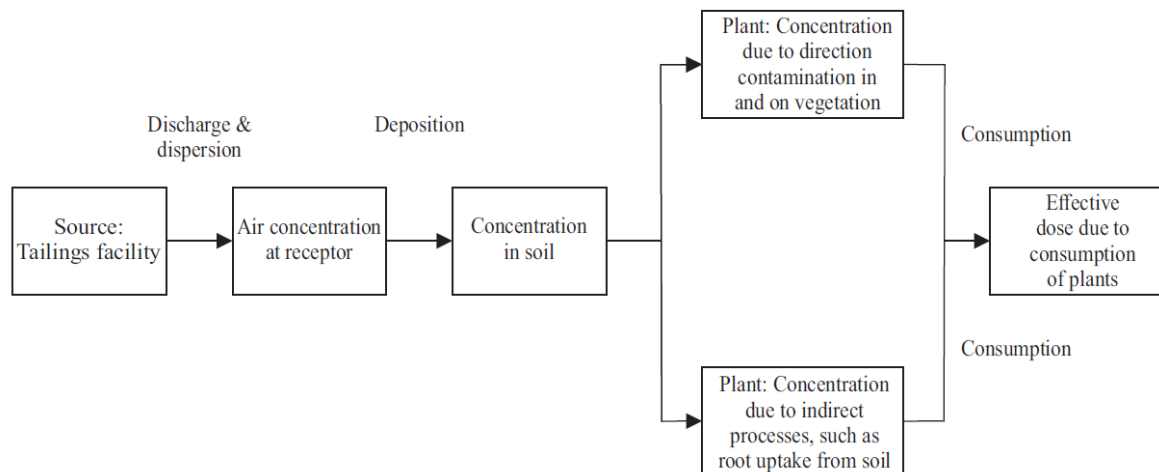 Plant: Concentration
due to direction
contamination in
and on vegetation
Discharge &
dispersion
Deposition
Consumption
Source:
Tailings facility
Air concentration
at receptor
Concentration
in soil
Effective
dose due to
consumption
of plants
Consumption
Plant: Concentration
due to indirect
processes, such as
root uptake from soil